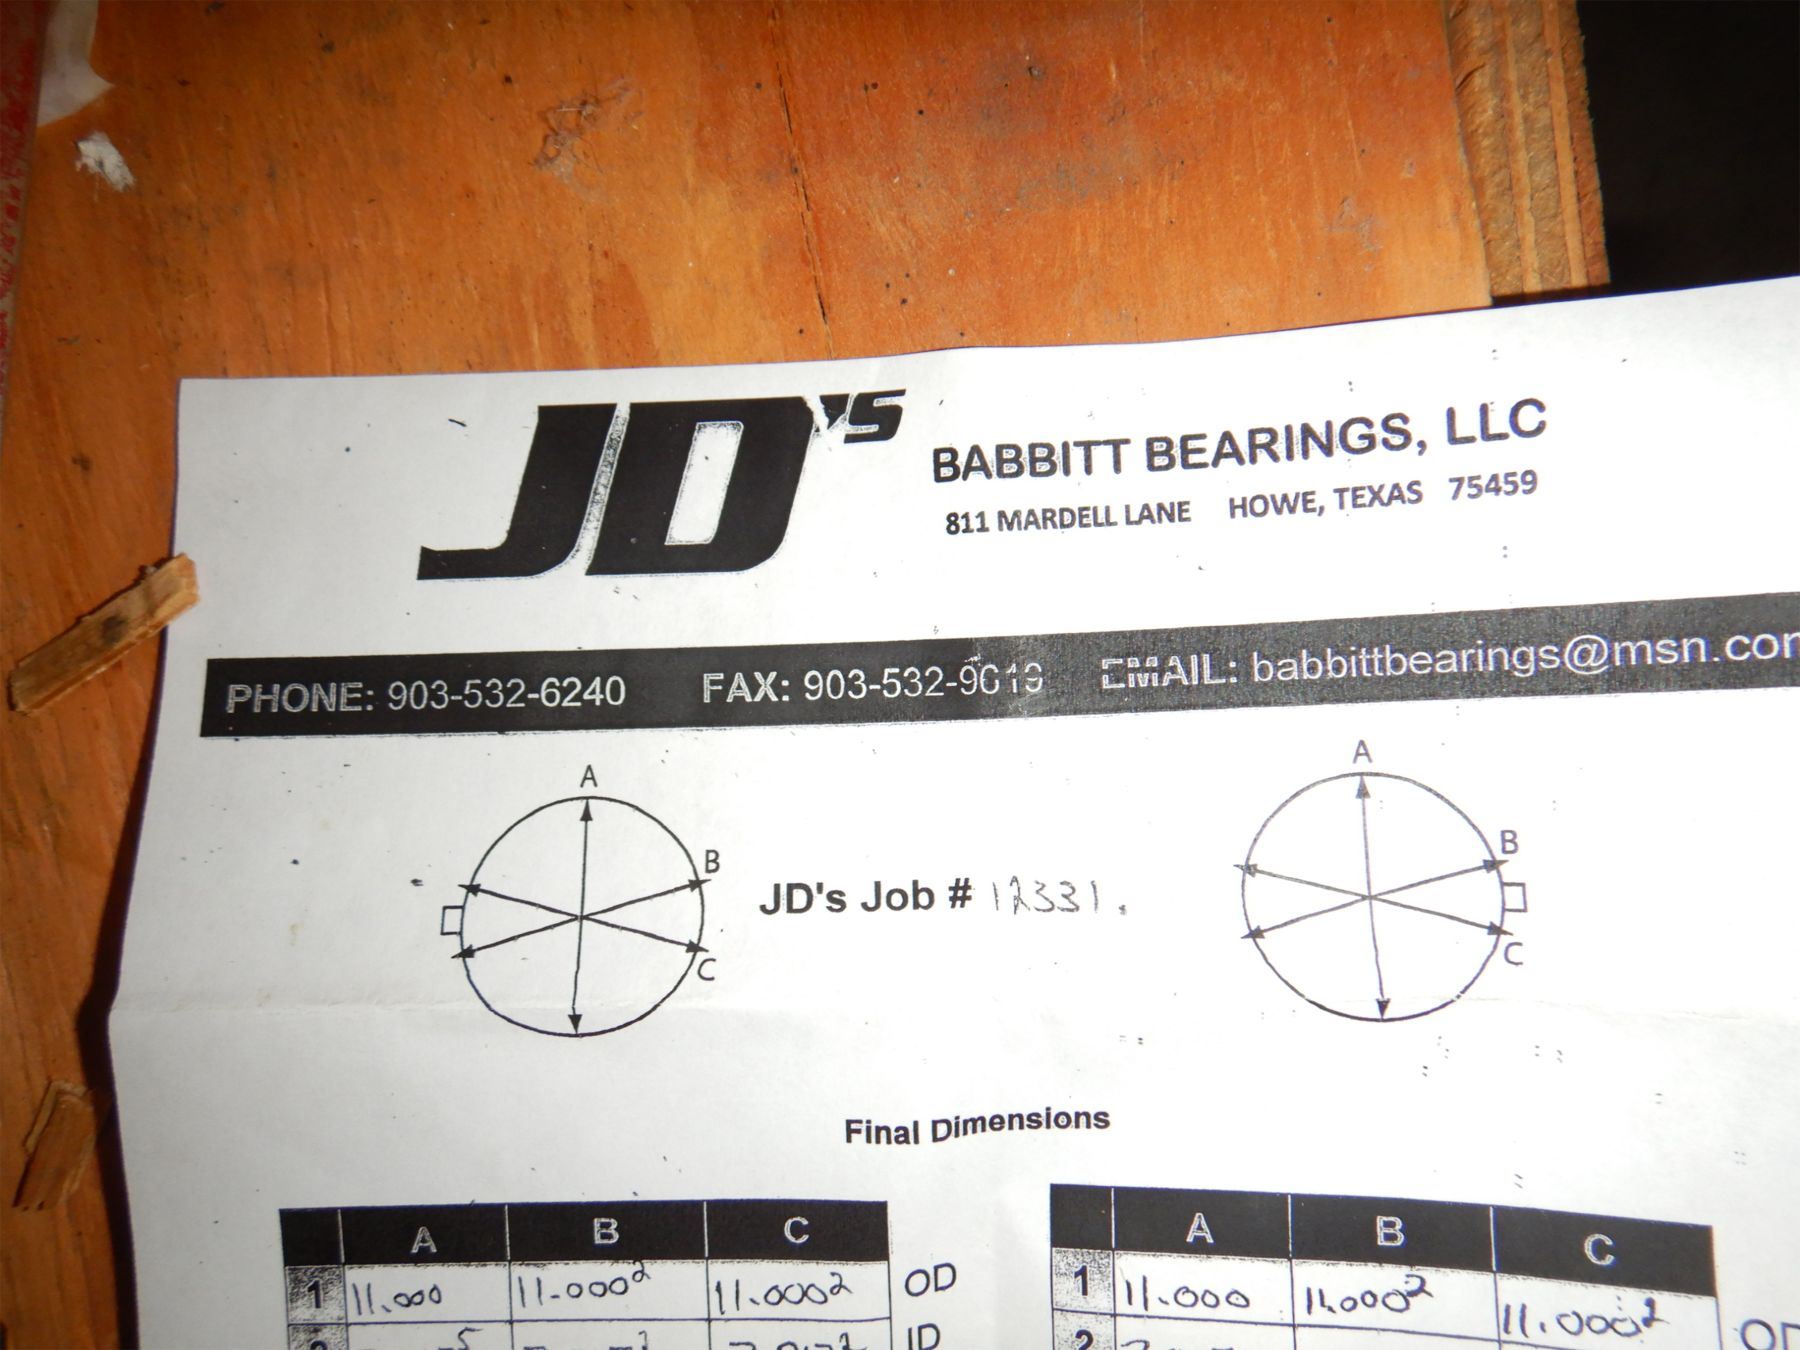 JD's
BABBITT BEARINGS, LLC
811 MARDELL LANE HOWE, TEXAS 75459
PHONE: 903-532-6240 FAX: 903-532- EMAIL: babbittbearings@msn.com
A A
B B
JD's Job # 12331.
C C
Final Dimensions
A B C A B C
1 11.000 11.000² 11.000² OD 1 11.000 11.000² 11.000² OD
ID 2